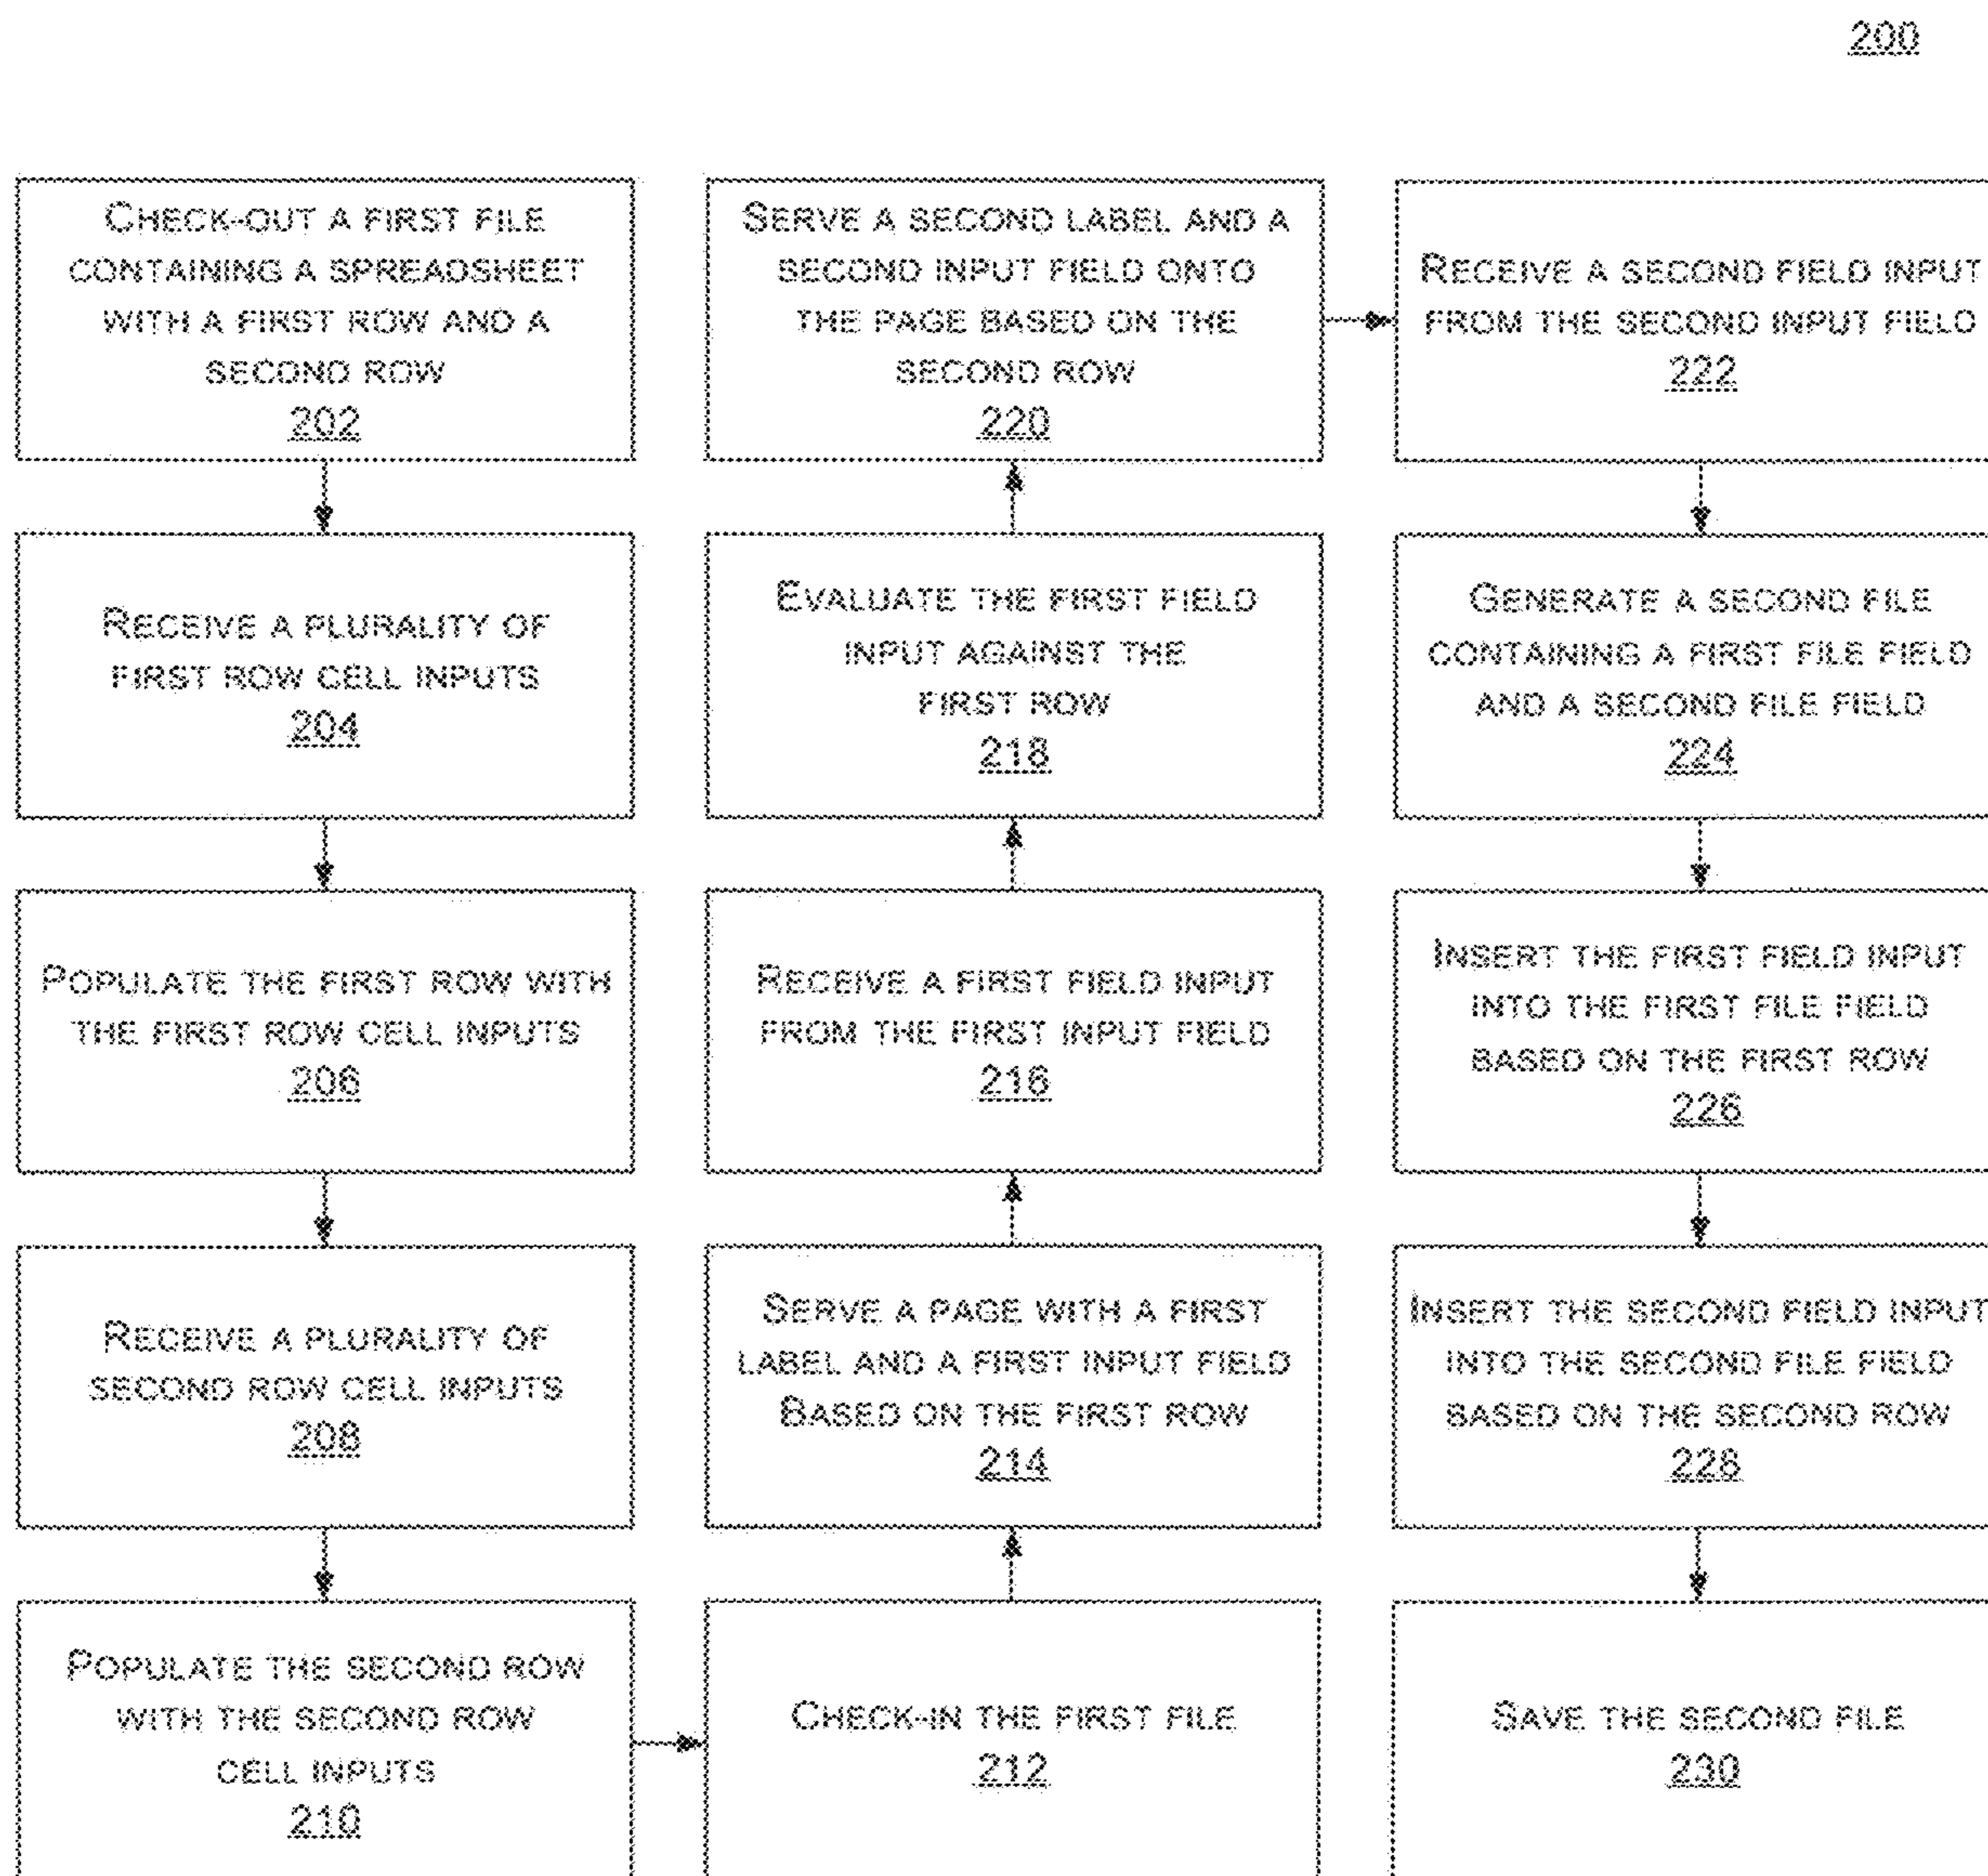 200
CHECK-OUT A FIRST FILE
CONTAINING A SPREADSHEET
WITH A FIRST ROW AND A
SECOND ROW
202
RECEIVE A PLURALITY OF
FIRST ROW CELL INPUTS
204
POPULATE THE FIRST ROW WITH
THE FIRST ROW CELL INPUTS
206
RECEIVE A PLURALITY OF
SECOND ROW CELL INPUTS
208
POPULATE THE SECOND ROW
WITH THE SECOND ROW
CELL INPUTS
210
CHECK-IN THE FIRST FILE
212
SERVE A PAGE WITH A FIRST
LABEL AND A FIRST INPUT FIELD
BASED ON THE FIRST ROW
214
RECEIVE A FIRST FIELD INPUT
FROM THE FIRST INPUT FIELD
216
EVALUATE THE FIRST FIELD
INPUT AGAINST THE
FIRST ROW
218
SERVE A SECOND LABEL AND A
SECOND INPUT FIELD ONTO
THE PAGE BASED ON THE
SECOND ROW
220
RECEIVE A SECOND FIELD INPUT
FROM THE SECOND INPUT FIELD
222
GENERATE A SECOND FILE
CONTAINING A FIRST FILE FIELD
AND A SECOND FILE FIELD
224
INSERT THE FIRST FIELD INPUT
INTO THE FIRST FILE FIELD
BASED ON THE FIRST ROW
226
INSERT THE SECOND FIELD INPUT
INTO THE SECOND FILE FIELD
BASED ON THE SECOND ROW
228
SAVE THE SECOND FILE
230